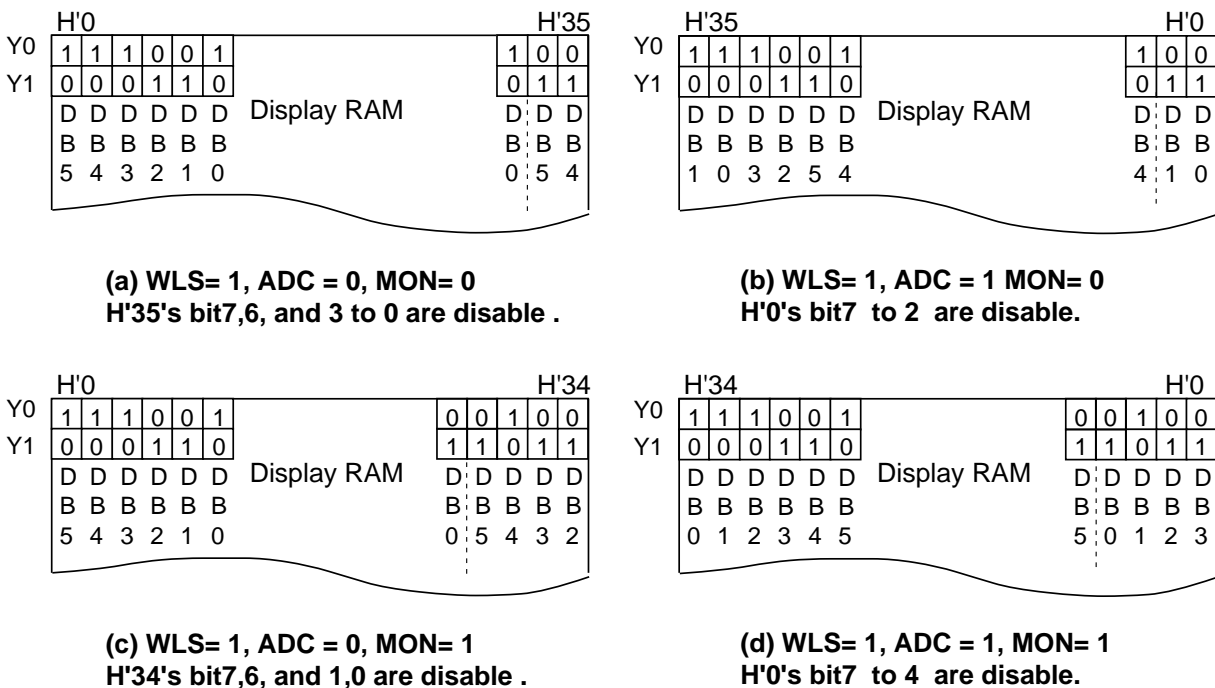 H'0 H'35
Y0 1 1 1 0 0 1 1 0 0
Y1 0 0 0 1 1 0 0 1 1
D D D D D D Display RAM D D D
B B B B B B B B B
5 4 3 2 1 0 0 5 4
(a) WLS= 1, ADC = 0, MON= 0
H'35's bit7,6, and 3 to 0 are disable .
H'35 H'0
Y0 1 1 1 0 0 1 1 0 0
Y1 0 0 0 1 1 0 0 1 1
D D D D D D Display RAM D D D
B B B B B B B B B
1 0 3 2 5 4 4 1 0
(b) WLS= 1, ADC = 1 MON= 0
H'0's bit7 to 2 are disable.
H'0 H'34
Y0 1 1 1 0 0 1 0 0 1 0 0
Y1 0 0 0 1 1 0 1 1 0 1 1
D D D D D D Display RAM D D D D D
B B B B B B B B B B B
5 4 3 2 1 0 0 5 4 3 2
(c) WLS= 1, ADC = 0, MON= 1
H'34's bit7,6, and 1,0 are disable .
H'34 H'0
Y0 1 1 1 0 0 1 0 0 1 0 0
Y1 0 0 0 1 1 0 1 1 0 1 1
D D D D D D Display RAM D D D D D
B B B B B B B B B B B
0 1 2 3 4 5 5 0 1 2 3
(d) WLS= 1, ADC = 1, MON= 1
H'0's bit7 to 4 are disable.